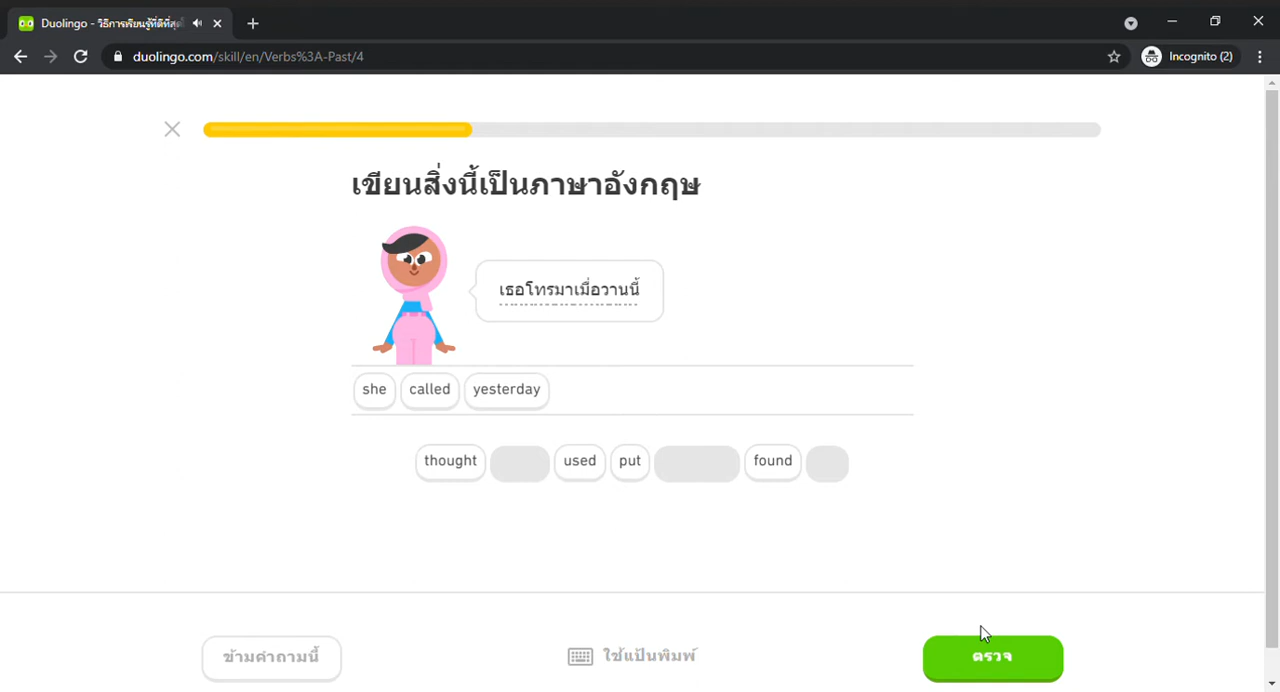 Duolingo - วิธีการเรียนรู้ที่ดีที่สุด
duolingo.com/skill/en/Verbs%3A-Past/4
Incognito (2)
เขียนสิ่งนี้เป็นภาษาอังกฤษ
เธอโทรมาเมื่อวานนี้
she called yesterday
thought used put found
ข้ามคำถามนี้ ใช้แป้นพิมพ์ ตรวจ